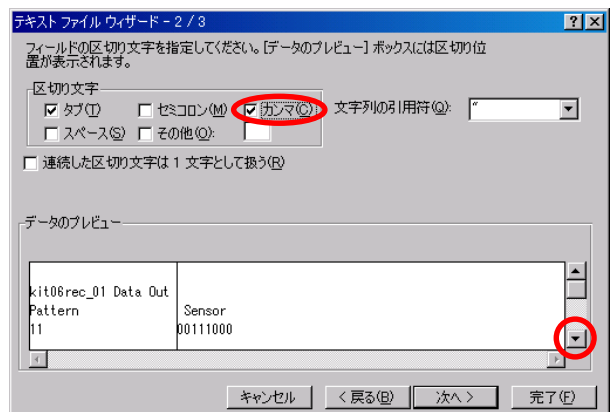 テキスト ファイル ウィザード - 2 / 3
フィールドの区切り文字を指定してください。[データのプレビュー] ボックスには区切り位
置が表示されます。
区切り文字
タブ(T) セミコロン(M) カンマ(C) 文字列の引用符(Q): "
スペース(S) その他(O):
連続した区切り文字は 1 文字として扱う(R)
データのプレビュー
kit06rec_01 Data Out
Pattern Sensor
11 00111000
キャンセル < 戻る(B) 次へ > 完了(F)